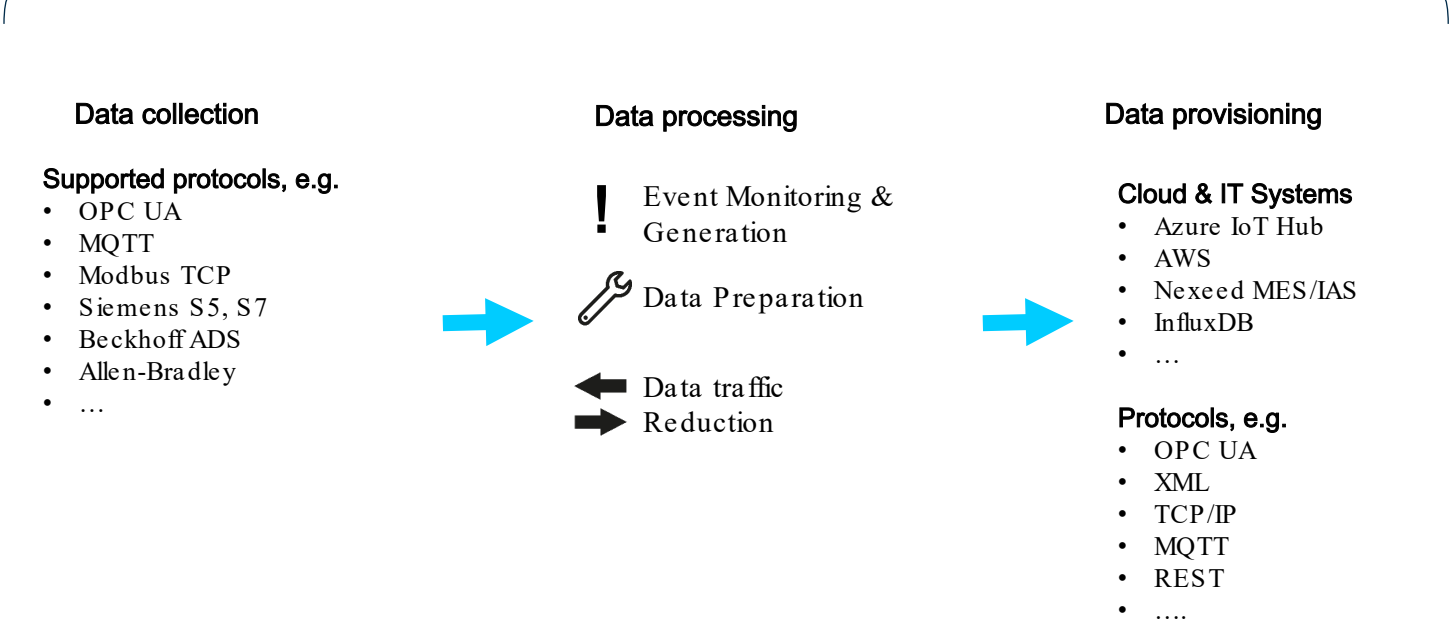 Data collection
Supported protocols, e.g.
• OPC UA
• MQTT
• Modbus TCP
• Siemens S5, S7
• Beckhoff ADS
• Allen-Bradley
• …
Data processing
! Event Monitoring &
Generation
Data Preparation
Data traffic
Reduction
Data provisioning
Cloud & IT Systems
• Azure IoT Hub
• AWS
• Nexeed MES/IAS
• InfluxDB
• …
Protocols, e.g.
• OPC UA
• XML
• TCP/IP
• MQTT
• REST
• ….